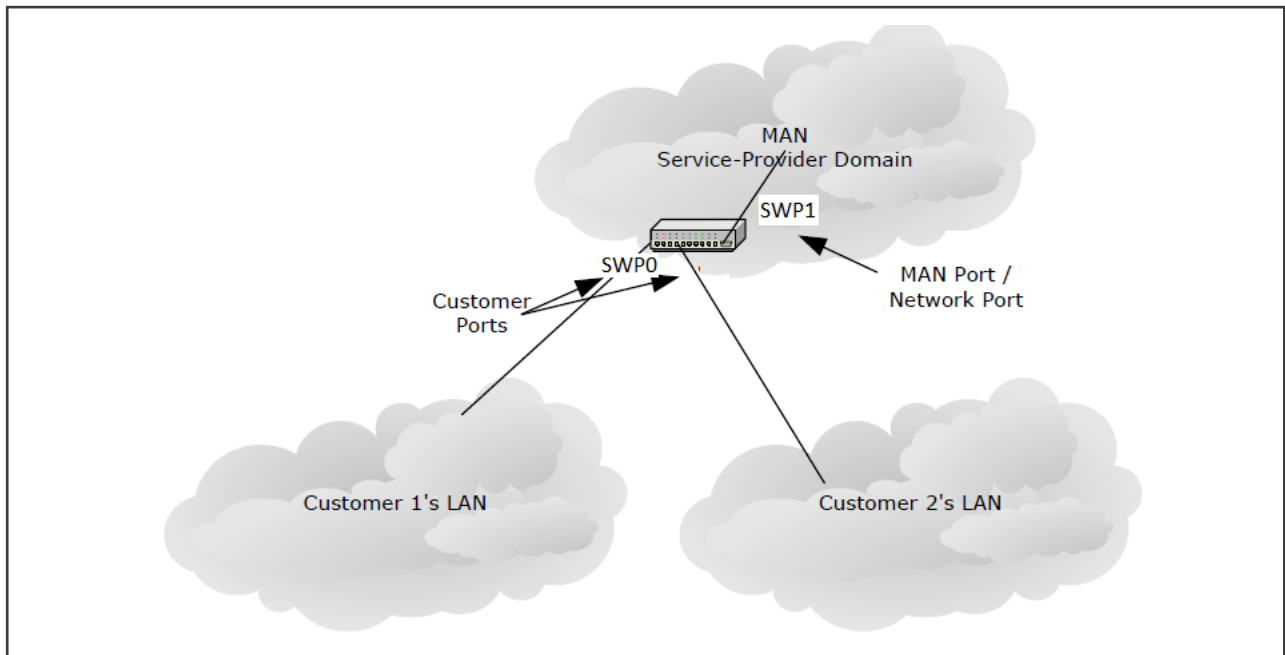 MAN
Service-Provider Domain
SWP1
SWP0
MAN Port /
Network Port
Customer
Ports
Customer 1's LAN
Customer 2's LAN